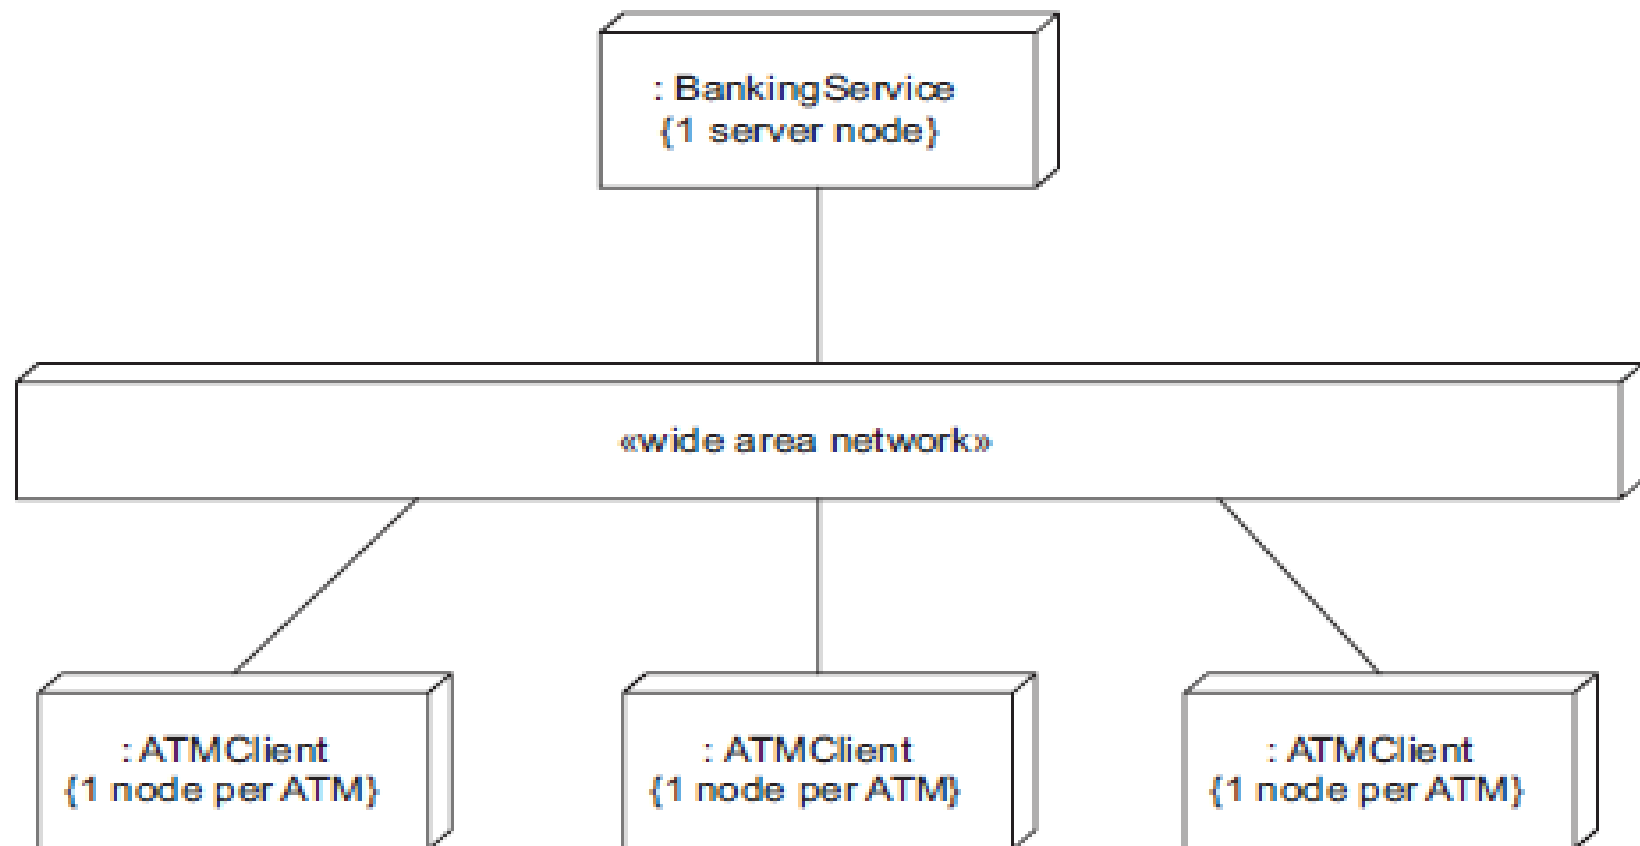 : BankingService
{1 server node}
«wide area network»
: ATMClient
{1 node per ATM}
: ATMClient
{1 node per ATM}
: ATMClient
{1 node per ATM}